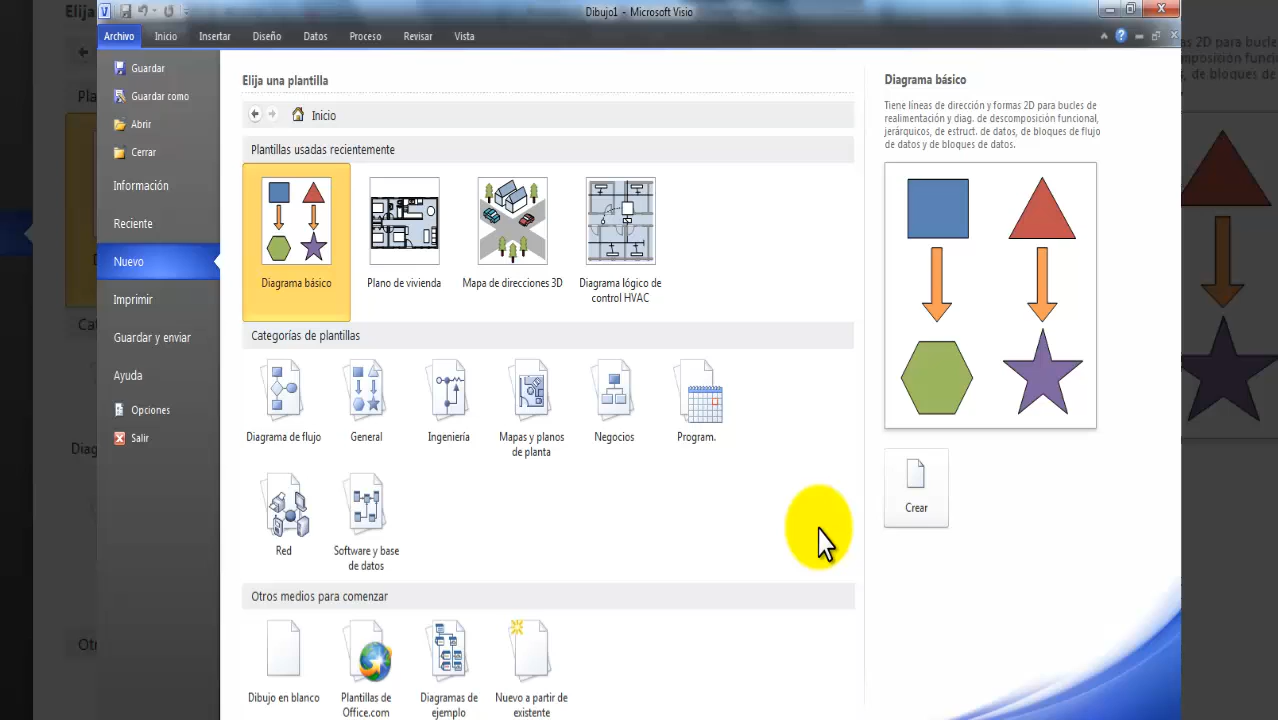 Dibujo1 - Microsoft Visio
Archivo Inicio Insertar Diseño Datos Proceso Revisar Vista
Guardar
Guardar como
Abrir
Cerrar
Información
Reciente
Nuevo
Imprimir
Guardar y enviar
Ayuda
Opciones
Salir
Elija una plantilla
Inicio
Plantillas usadas recientemente
Diagrama básico
Plano de vivienda
Mapa de direcciones 3D
Diagrama lógico de
control HVAC
Categorías de plantillas
Diagrama de flujo
General
Ingeniería
Mapas y planos
de planta
Negocios
Program.
Red
Software y base
de datos
Otros medios para comenzar
Dibujo en blanco
Plantillas de
Office.com
Diagramas de
ejemplo
Nuevo a partir de
existente
Diagrama básico
Tiene líneas de dirección y formas 2D para bucles de
realimentación y diag. de descomposición funcional,
jerárquicos, de estruct. de datos, de bloques de flujo
de datos y de bloques de datos.
Crear